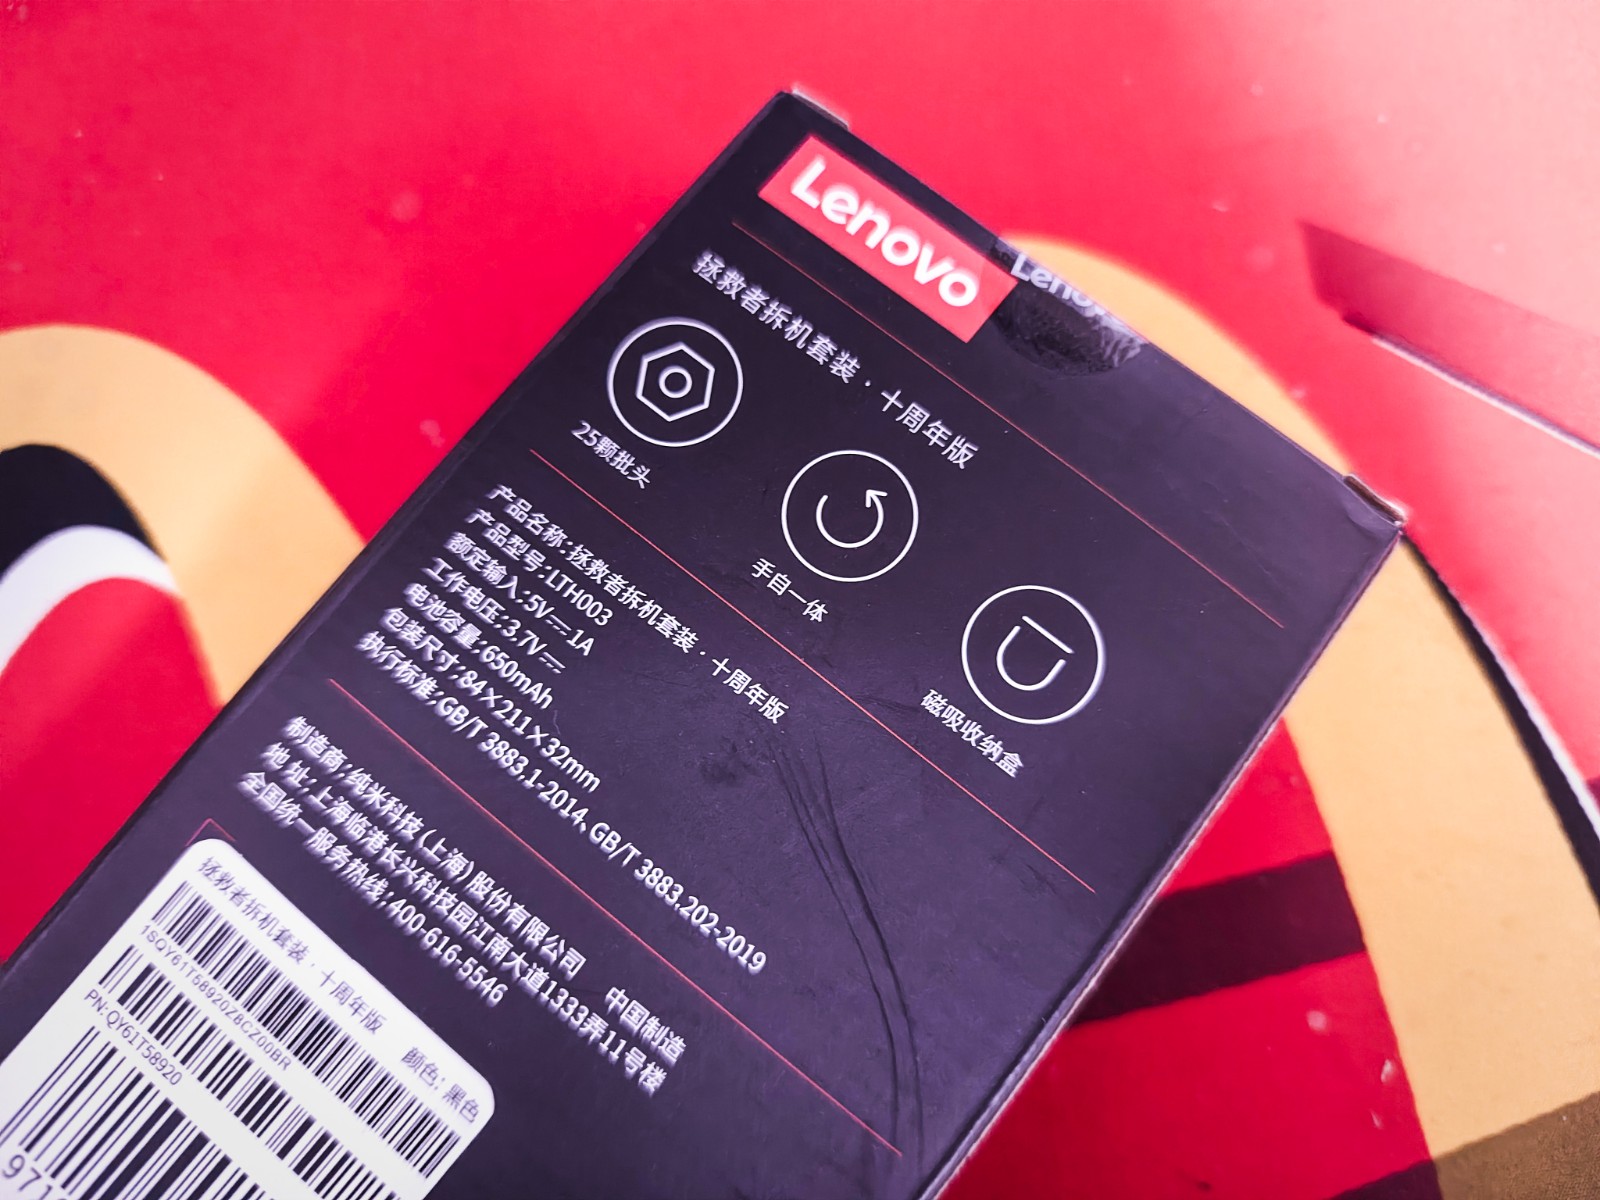 Lenovo
Lenovo
拯救者拆机套装·十周年版
25颗批头
手自一体
磁吸收纳盒
产品名称:拯救者拆机套装·十周年版
产品型号:LTH003
额定输入:5V⎓1A
工作电压:3.7V⎓
电池容量:650mAh
包装尺寸:84×211×32mm
执行标准:GB/T 3883.1-2014、GB/T 3883.202-2019
制造商:纯米科技(上海)股份有限公司
地 址:上海临港长兴科技园江南大道1333弄11号楼
全国统一服务热线:400-616-5546
中国制造
拯救者拆机套装·十周年版
颜色:黑色
1SQY61T58920Z8CZ00BR
PN:QY61T58920
971